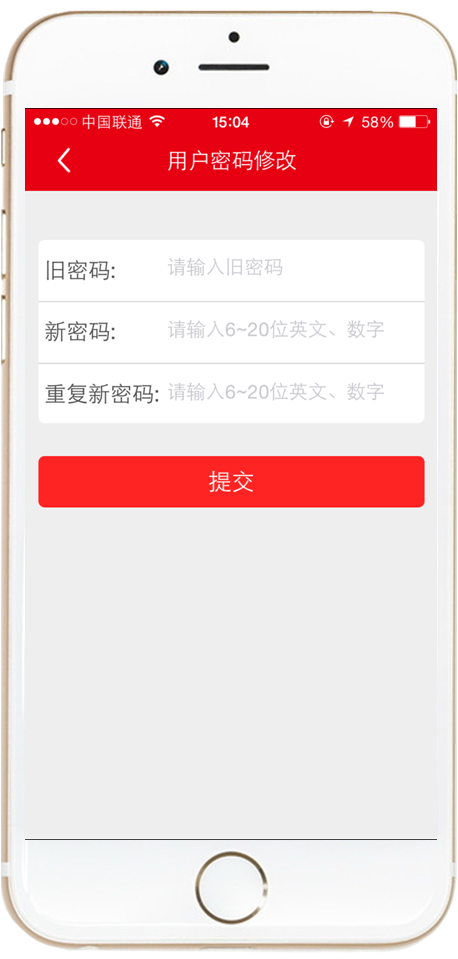 中国联通 15:04 58%
用户密码修改
旧密码: 请输入旧密码
新密码: 请输入6~20位英文、数字
重复新密码: 请输入6~20位英文、数字
提交